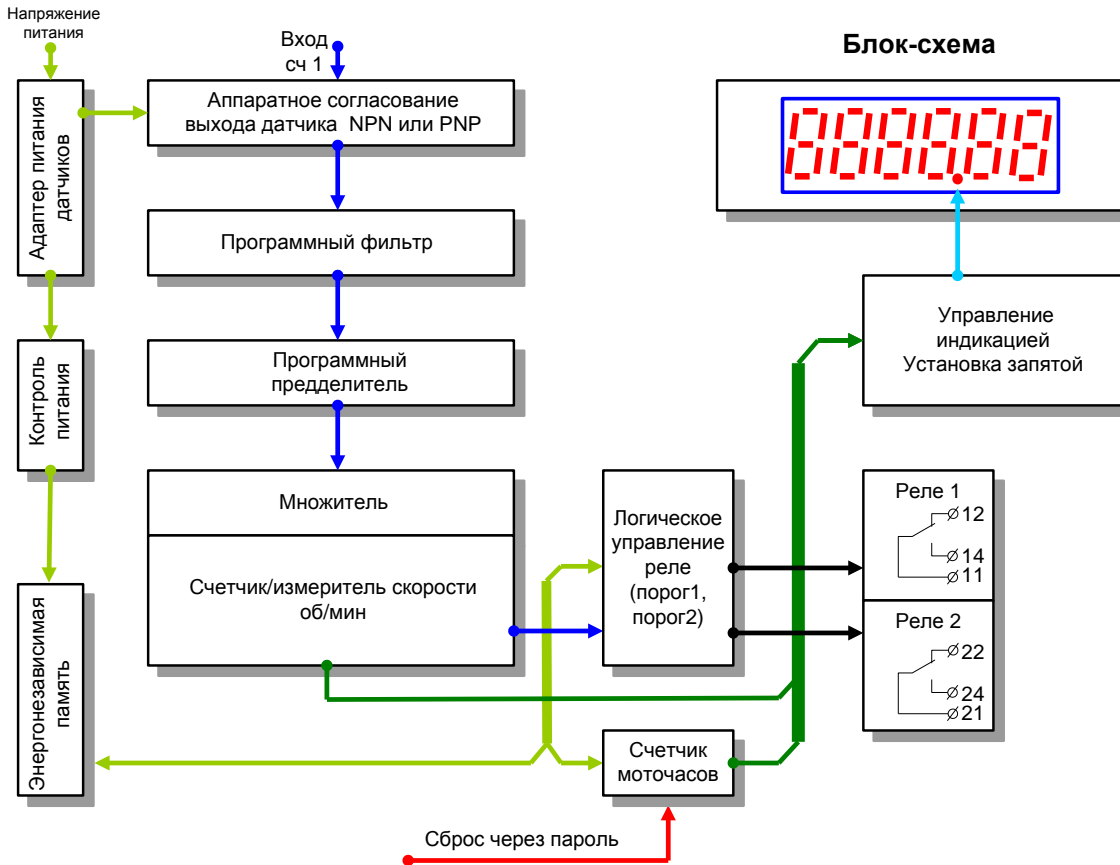 Напряжение
питания
Вход
сч 1
Блок-схема
Адаптер питания
датчиков
Аппаратное согласование
выхода датчика NPN или PNP
888888
Программный фильтр
Управление
индикацией
Установка запятой
Контроль
питания
Программный
предделитель
Множитель
Счетчик/измеритель скорости
об/мин
Логическое
управление
реле
(порог1,
порог2)
Реле 1
12
14
11
Реле 2
22
24
21
Энергонезависимая
память
Счетчик
моточасов
Сброс через пароль